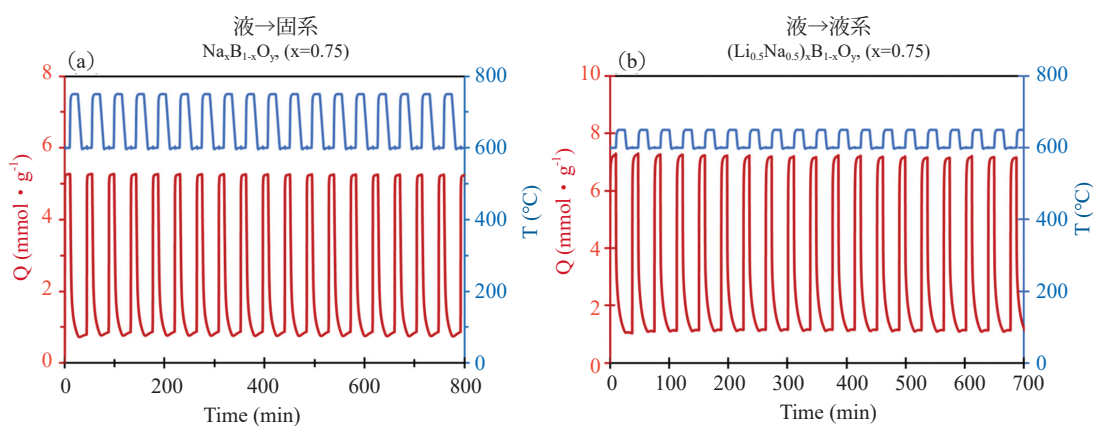 液→固系
NaₓB₁₋ₓOᵧ, (x=0.75)
(a)
8
6
4
2
0
Q (mmol・g⁻¹)
800
600
400
200
0
T (℃)
0 200 400 600 800
Time (min)
液→液系
(Li₀.₅Na₀.₅)ₓB₁₋ₓOᵧ, (x=0.75)
(b)
10
8
6
4
2
0
Q (mmol・g⁻¹)
800
600
400
200
0
T (℃)
0 100 200 300 400 500 600 700
Time (min)